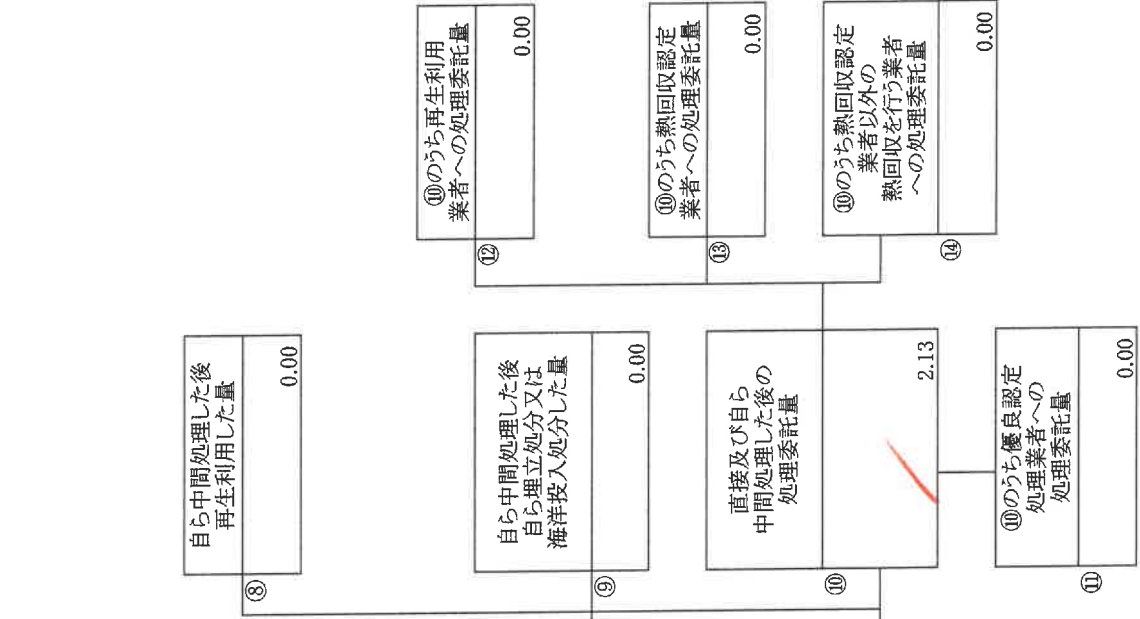 ⑧
自ら中間処理した後
再生利用した量
0.00
⑨
自ら中間処理した後
自ら埋立処分又は
海洋投入処分した量
0.00
⑩
直接及び自ら
中間処理した後の
処理委託量
2.13
⑪
⑩のうち優良認定
処理業者への
処理委託量
0.00
⑫
⑩のうち再生利用
業者への処理委託量
0.00
⑬
⑩のうち熱回収認定
業者への処理委託量
0.00
⑭
⑩のうち熱回収認定
業者以外の
熱回収を行う業者
への処理委託量
0.00